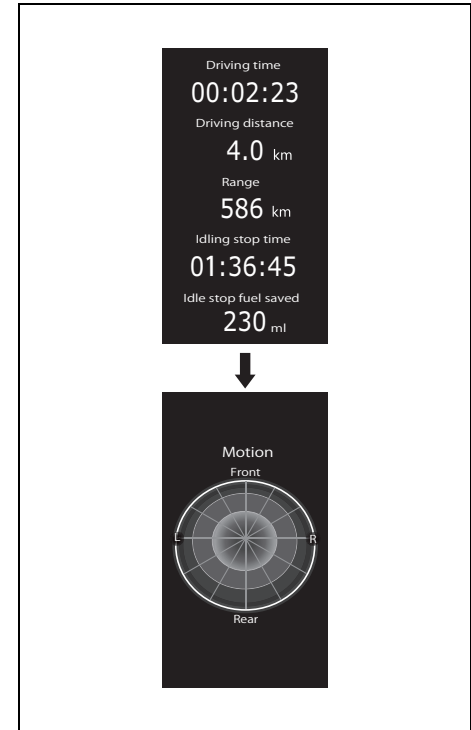 Driving time
00:02:23
Driving distance
4.0 km
Range
586 km
Idling stop time
01:36:45
Idle stop fuel saved
230 ml
Motion
Front
L R
Rear